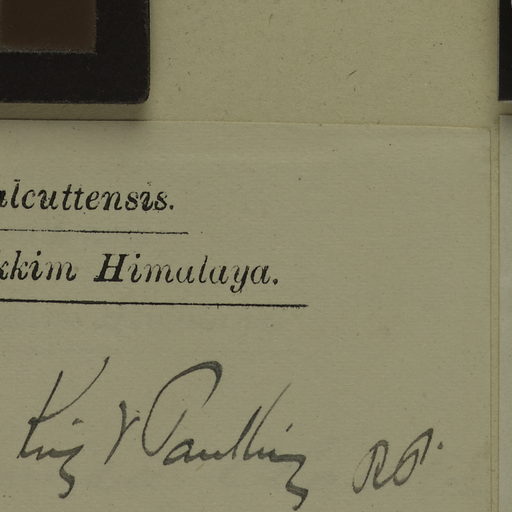 alcuttensis.
kkim Himalaya.
King & Pantling